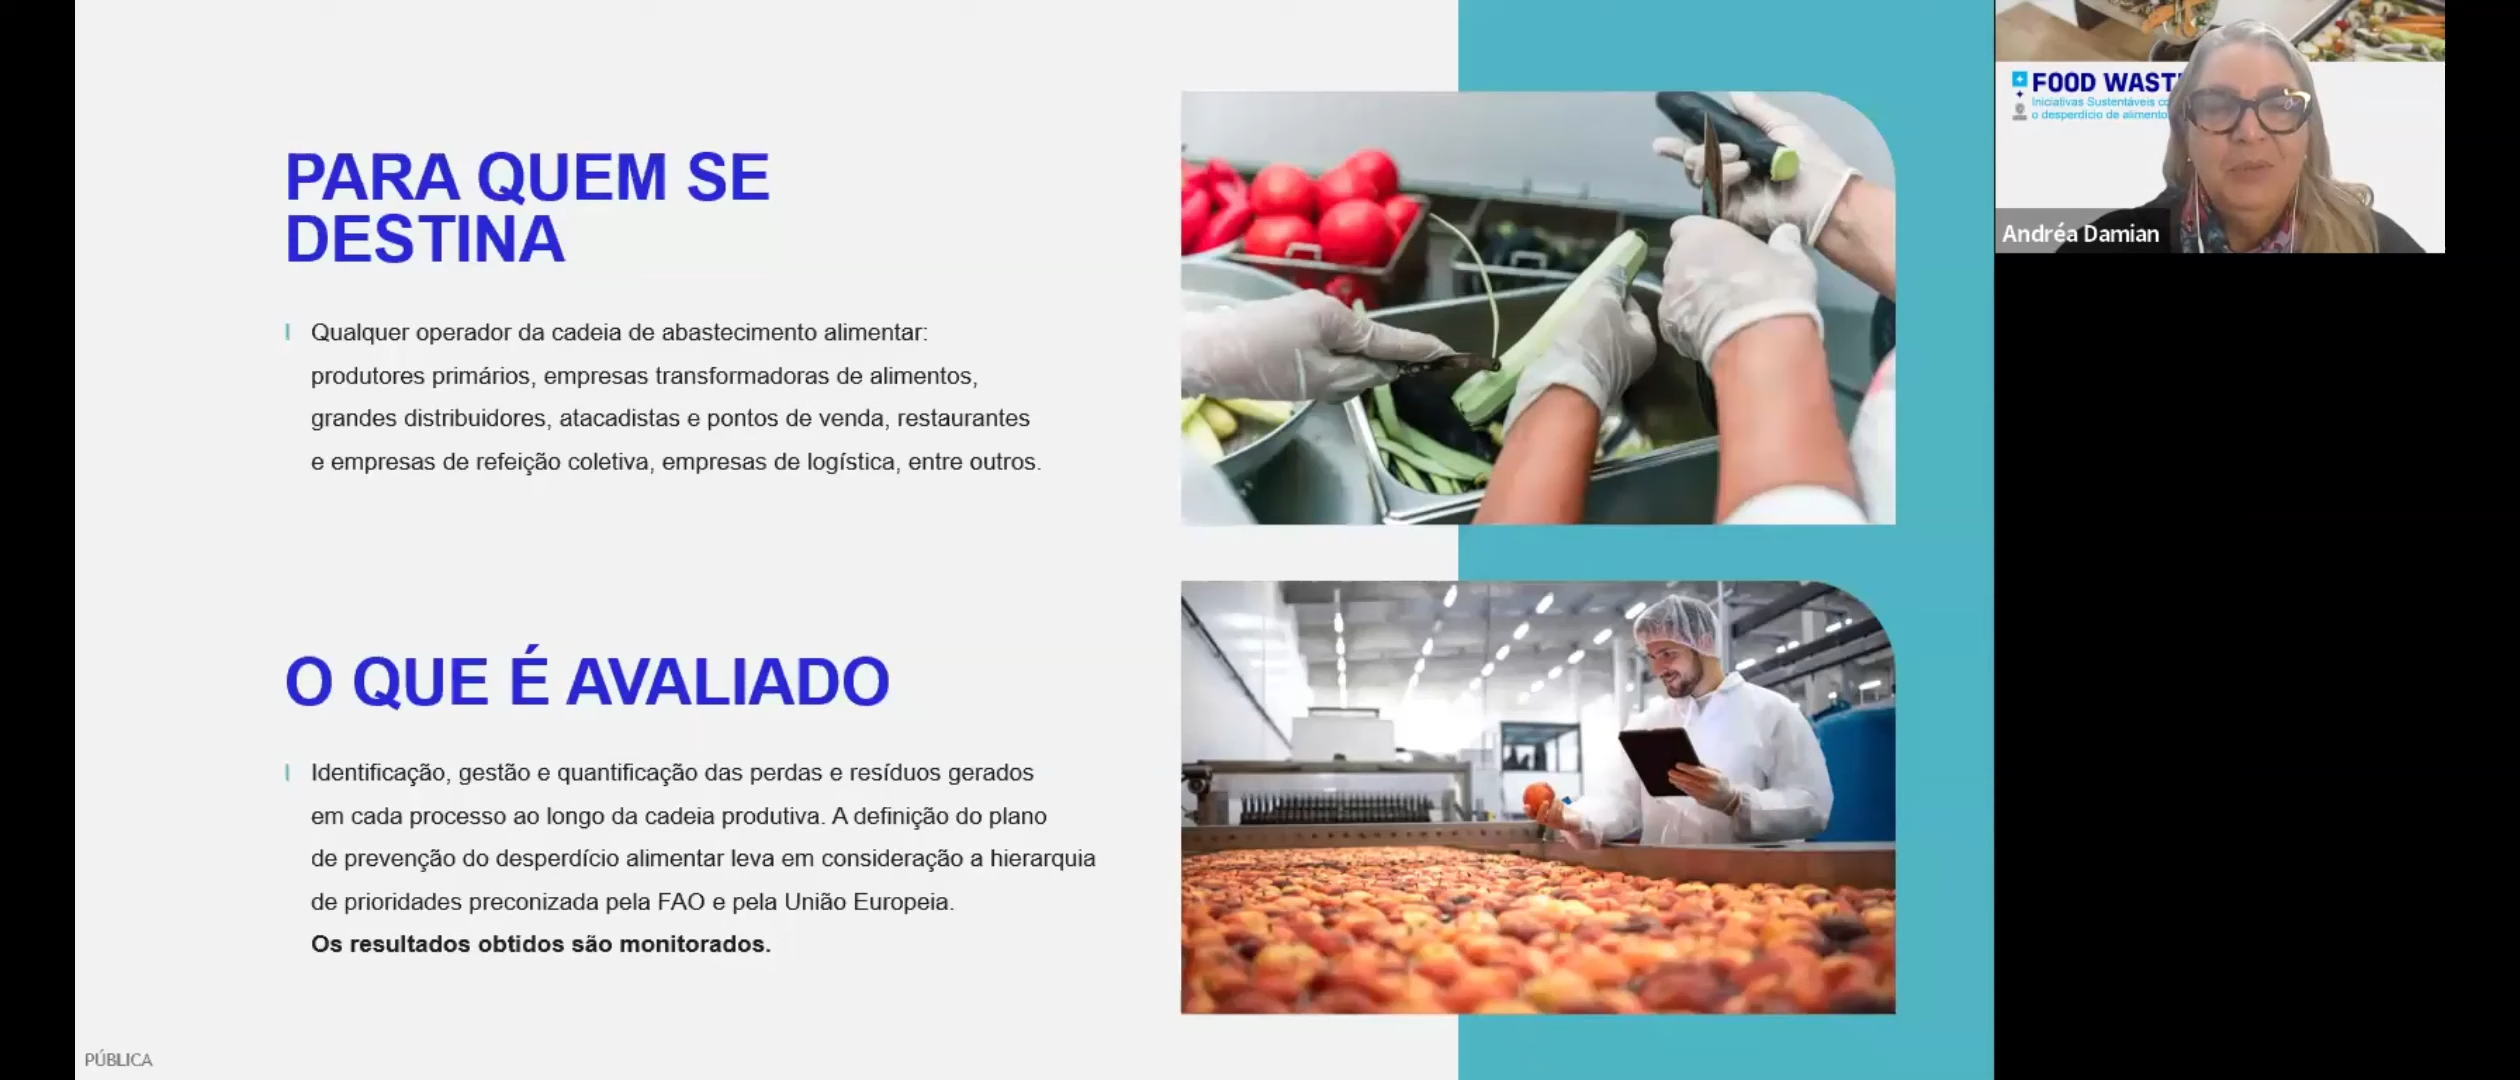 PARA QUEM SE
DESTINA
Qualquer operador da cadeia de abastecimento alimentar:
produtores primários, empresas transformadoras de alimentos,
grandes distribuidores, atacadistas e pontos de venda, restaurantes
e empresas de refeição coletiva, empresas de logística, entre outros.
O QUE É AVALIADO
Identificação, gestão e quantificação das perdas e resíduos gerados
em cada processo ao longo da cadeia produtiva. A definição do plano
de prevenção do desperdício alimentar leva em consideração a hierarquia
de prioridades preconizada pela FAO e pela União Europeia.
Os resultados obtidos são monitorados.
PÚBLICA
FOOD WAST
Iniciativas Sustentáveis co
o desperdício de alimento
Andréa Damian